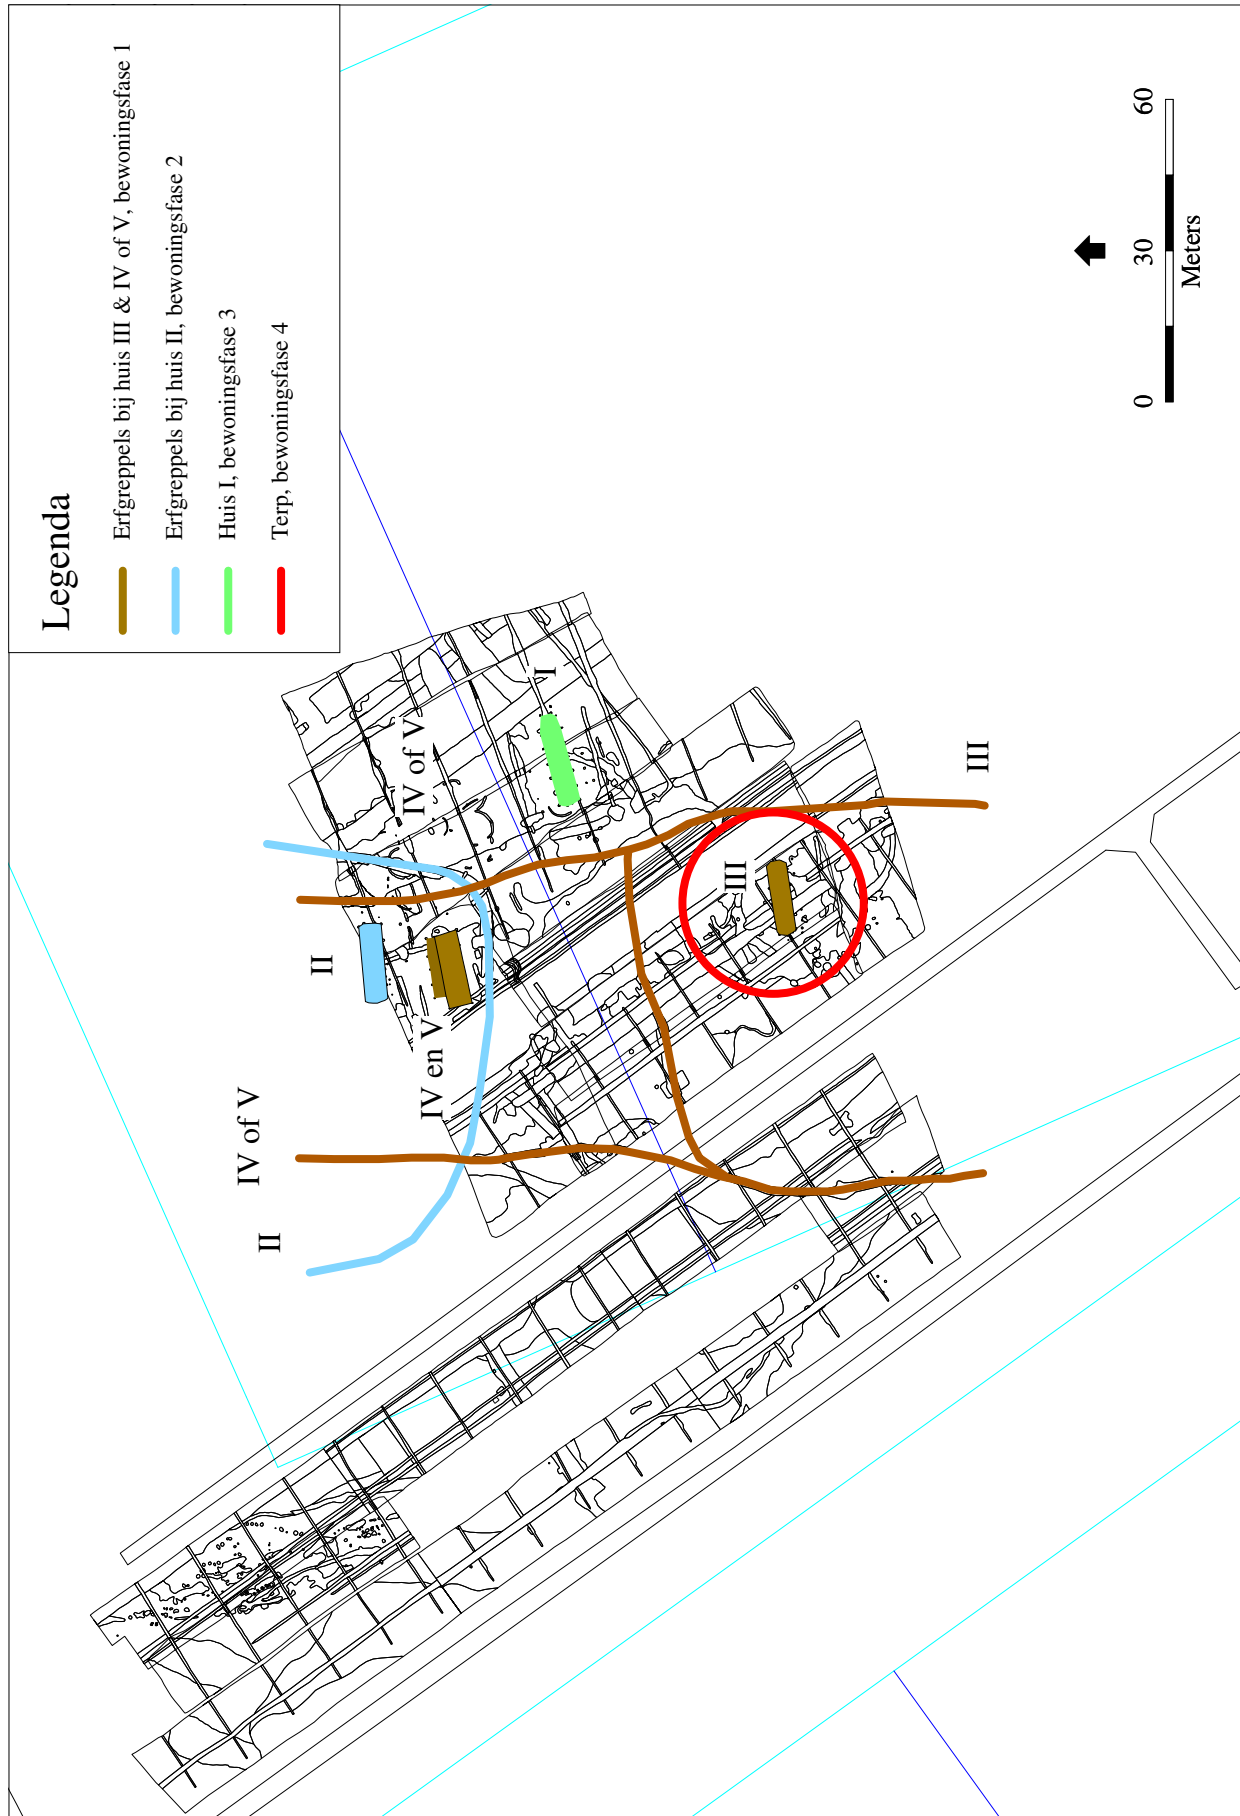 Legenda
Erfgreppels bij huis III & IV of V, bewoningsfase 1
Erfgreppels bij huis II, bewoningsfase 2
Huis I, bewoningsfase 3
Terp, bewoningsfase 4
II
IV of V
II
IV en V
IV of V
I
III
III
0 30 60
Meters